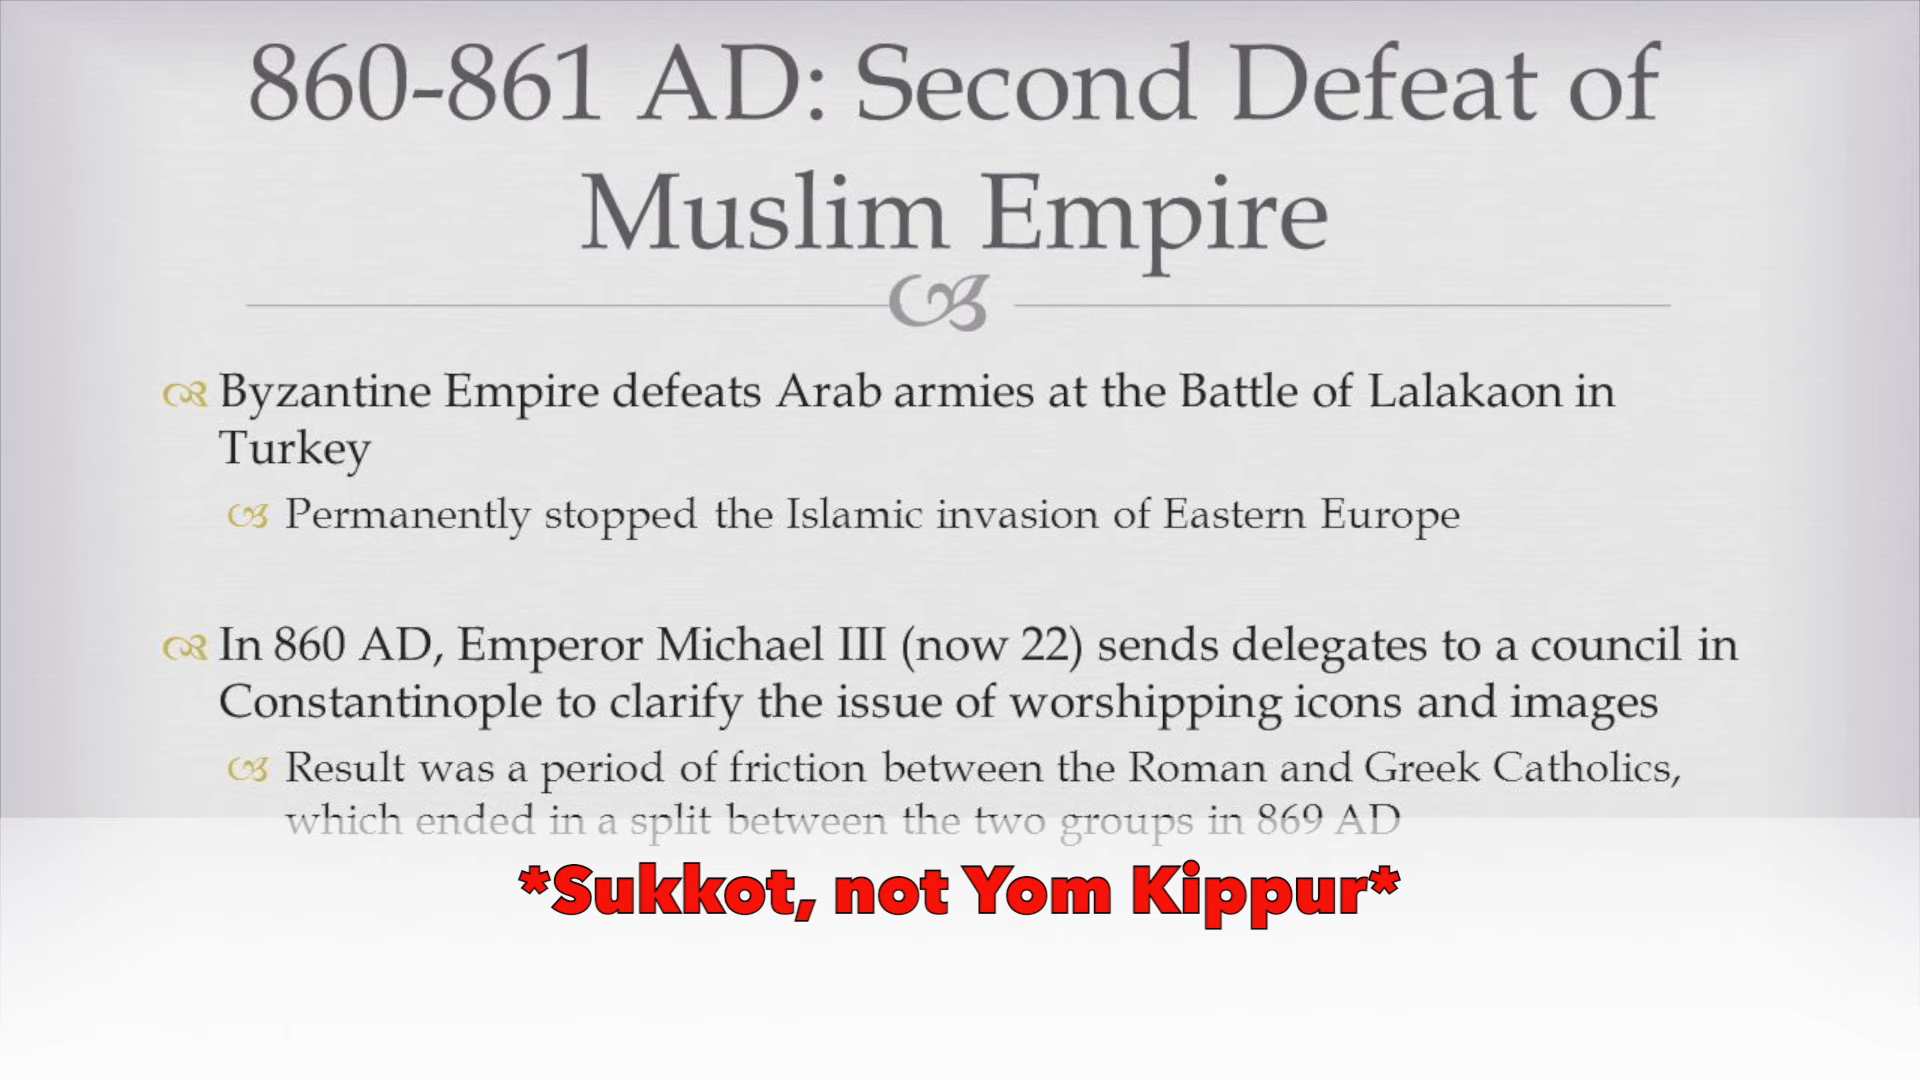 860-861 AD: Second Defeat of
Muslim Empire
Byzantine Empire defeats Arab armies at the Battle of Lalakaon in
Turkey
Permanently stopped the Islamic invasion of Eastern Europe
In 860 AD, Emperor Michael III (now 22) sends delegates to a council in
Constantinople to clarify the issue of worshipping icons and images
Result was a period of friction between the Roman and Greek Catholics,
which ended in a split between the two groups in 869 AD
*Sukkot, not Yom Kippur*